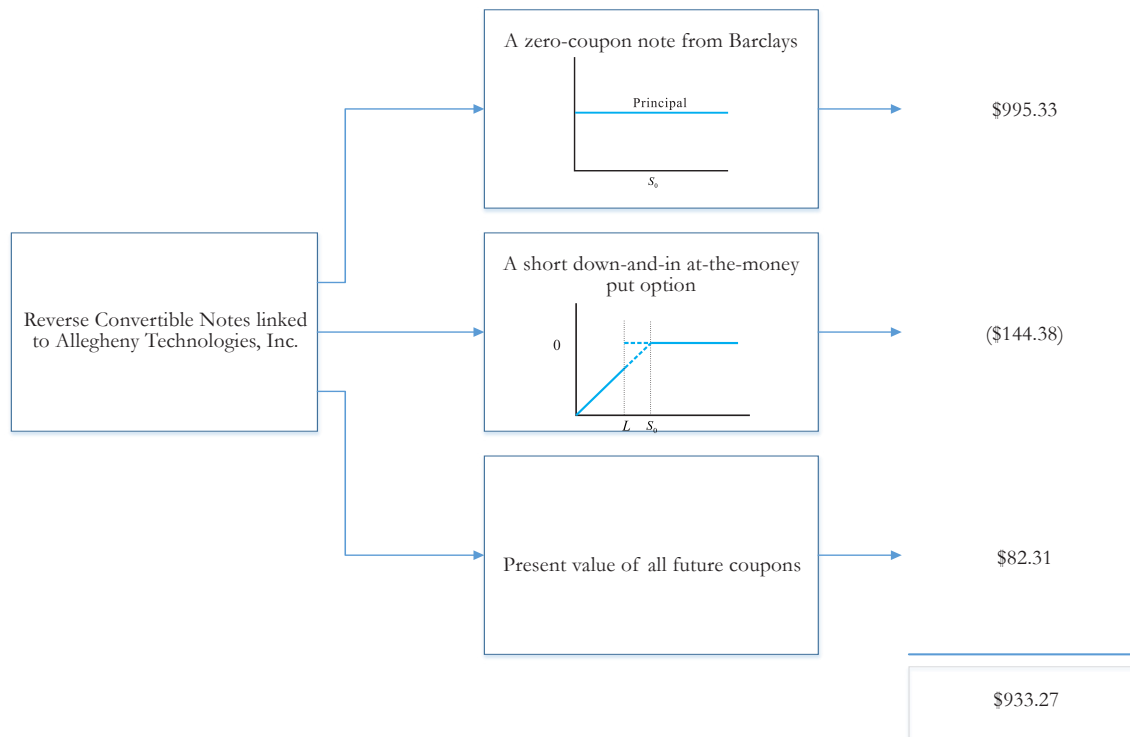 A zero-coupon note from Barclays
Principal
S₀
$995.33
Reverse Convertible Notes linked
to Allegheny Technologies, Inc.
A short down-and-in at-the-money
put option
0
L S₀
($144.38)
Present value of all future coupons
$82.31
$933.27